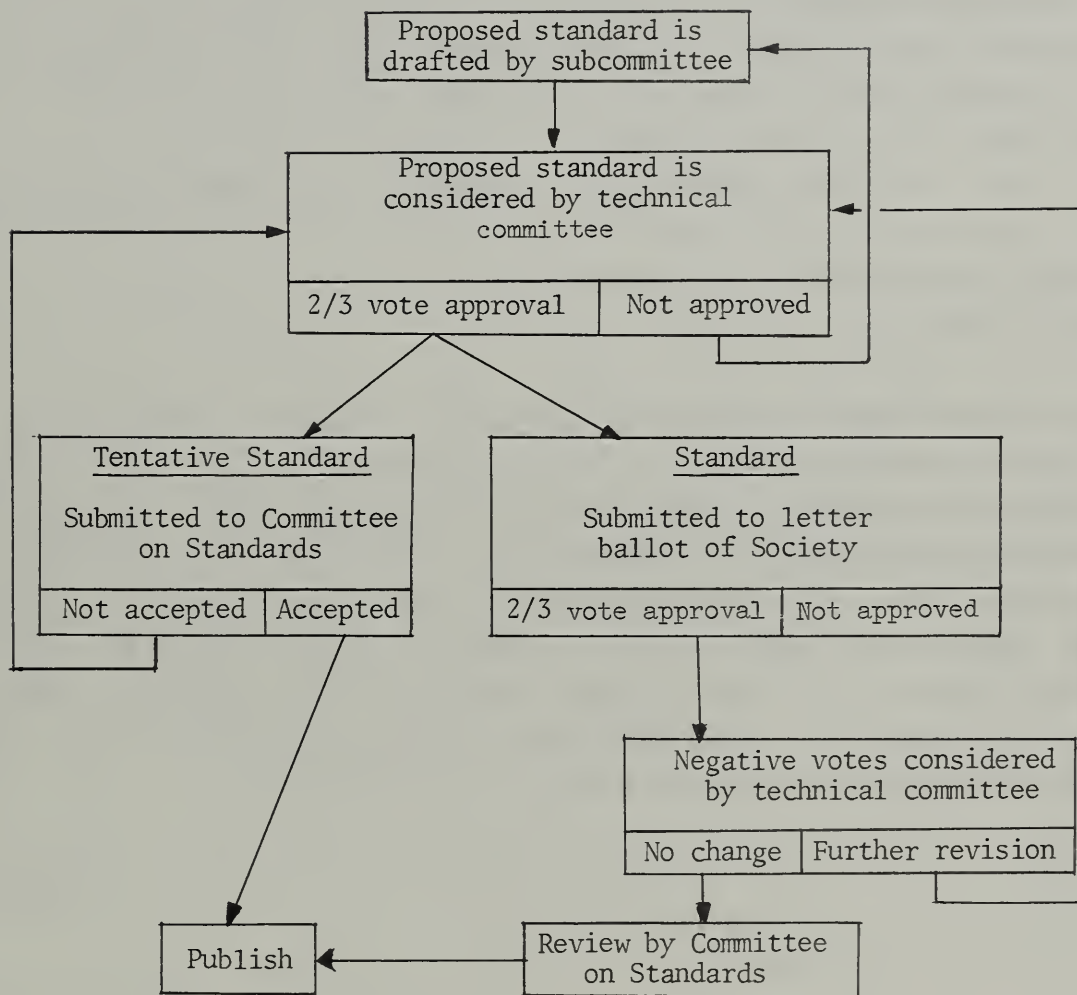 Proposed standard is
drafted by subcommittee
Proposed standard is
considered by technical
committee
2/3 vote approval
Not approved
Tentative Standard
Submitted to Committee
on Standards
Not accepted
Accepted
Standard
Submitted to letter
ballot of Society
2/3 vote approval
Not approved
Negative votes considered
by technical committee
No change
Further revision
Publish
Review by Committee
on Standards